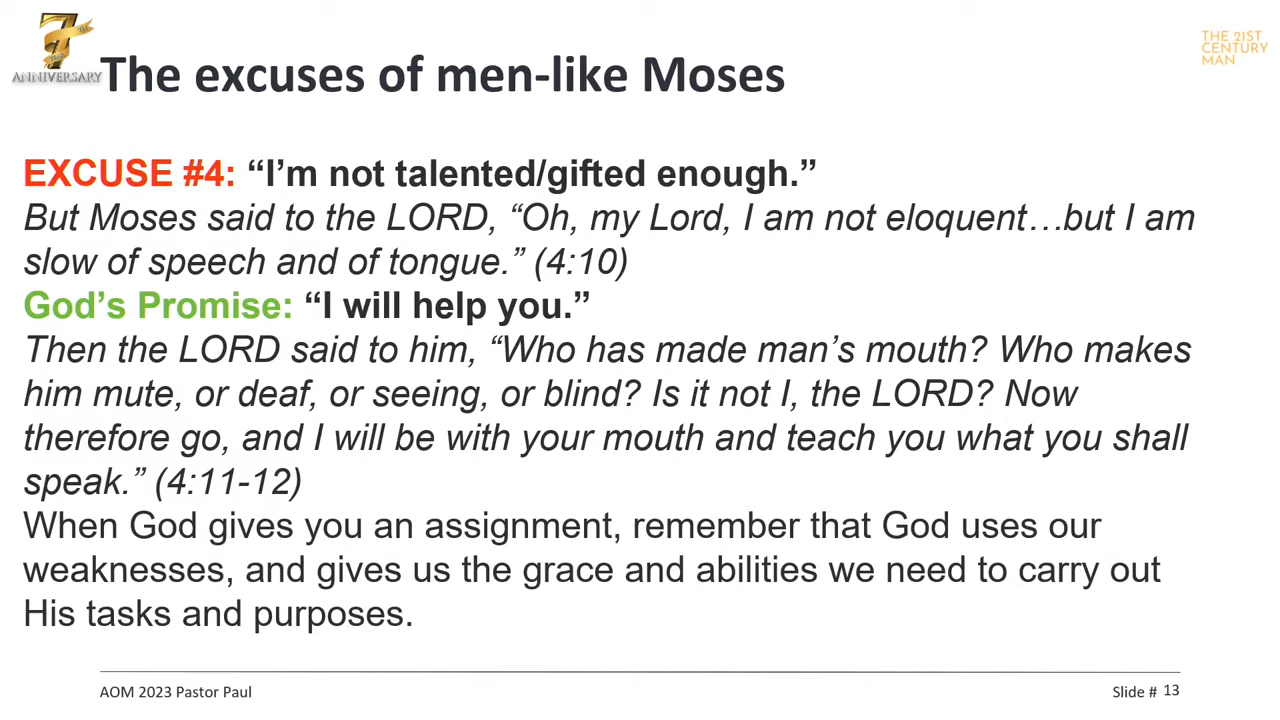 7
ANNIVERSARY
The excuses of men-like Moses
THE 21ST
CENTURY
MAN
EXCUSE #4: “I’m not talented/gifted enough.”
But Moses said to the LORD, “Oh, my Lord, I am not eloquent…but I am
slow of speech and of tongue.” (4:10)
God’s Promise: “I will help you.”
Then the LORD said to him, “Who has made man’s mouth? Who makes
him mute, or deaf, or seeing, or blind? Is it not I, the LORD? Now
therefore go, and I will be with your mouth and teach you what you shall
speak.” (4:11-12)
When God gives you an assignment, remember that God uses our
weaknesses, and gives us the grace and abilities we need to carry out
His tasks and purposes.
AOM 2023 Pastor Paul
Slide # 13